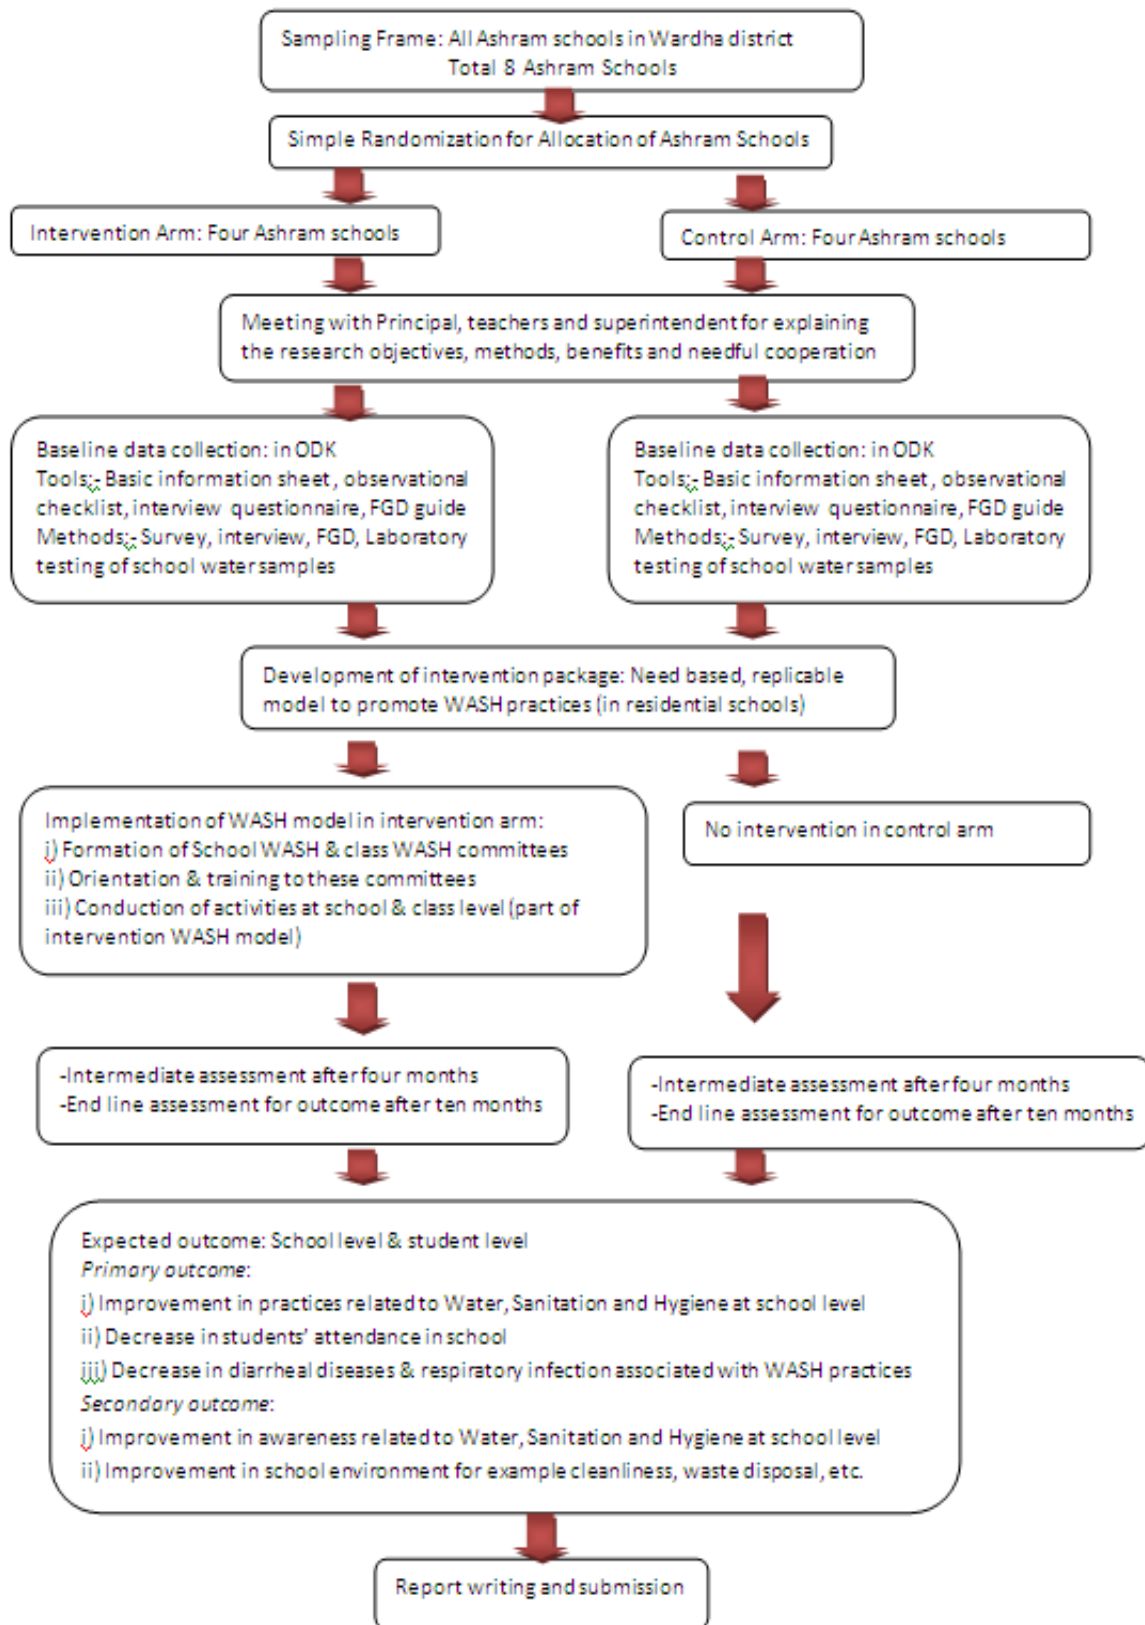 Sampling Frame: All Ashram schools in Wardha district
Total 8 Ashram Schools
Simple Randomization for Allocation of Ashram Schools
Intervention Arm: Four Ashram schools
Control Arm: Four Ashram schools
Meeting with Principal, teachers and superintendent for explaining
the research objectives, methods, benefits and needful cooperation
Baseline data collection: in ODK
Tools:- Basic information sheet, observational
checklist, interview questionnaire, FGD guide
Methods:- Survey, interview, FGD, Laboratory
testing of school water samples
Baseline data collection: in ODK
Tools:- Basic information sheet, observational
checklist, interview questionnaire, FGD guide
Methods:- Survey, interview, FGD, Laboratory
testing of school water samples
Development of intervention package: Need based, replicable
model to promote WASH practices (in residential schools)
Implementation of WASH model in intervention arm:
i) Formation of School WASH & class WASH committees
ii) Orientation & training to these committees
iii) Conduction of activities at school & class level (part of
intervention WASH model)
No intervention in control arm
-Intermediate assessment after four months
-End line assessment for outcome after ten months
-Intermediate assessment after four months
-End line assessment for outcome after ten months
Expected outcome: School level & student level
Primary outcome:
i) Improvement in practices related to Water, Sanitation and Hygiene at school level
ii) Decrease in students' attendance in school
iii) Decrease in diarrheal diseases & respiratory infection associated with WASH practices
Secondary outcome:
i) Improvement in awareness related to Water, Sanitation and Hygiene at school level
ii) Improvement in school environment for example cleanliness, waste disposal, etc.
Report writing and submission